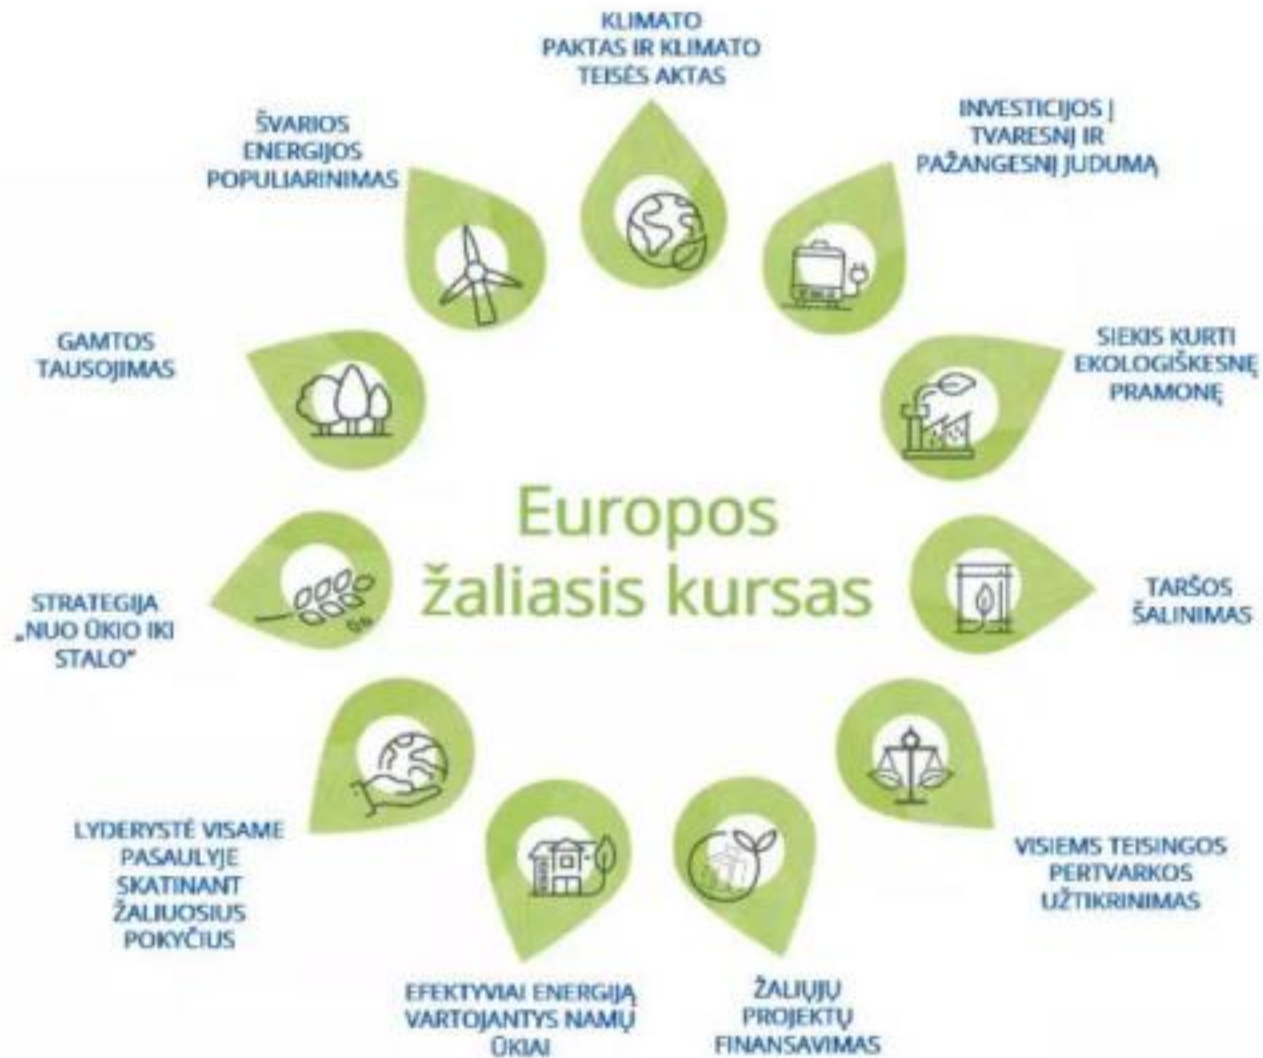 KLIMATO
PAKTAS IR KLIMATO
TEISĖS AKTAS
INVESTICIJOS Į
TVARESNĮ IR
PAŽANGESNĮ JUDUMĄ
SIEKIS KURTI
EKOLOGIŠKESNĘ
PRAMONĘ
TARŠOS
ŠALINIMAS
VISIEMS TEISINGOS
PERTVARKOS
UŽTIKRINIMAS
ŽALIŲJŲ
PROJEKTŲ
FINANSAVIMAS
EFEKTYVIAI ENERGIJĄ
VARTOJANTYS NAMŲ
ŪKIAI
LYDERYSTĖ VISAME
PASAULYJE
SKATINANT
ŽALIUOSIUS
POKYČIUS
STRATEGIJA
„NUO ŪKIO IKI
STALO“
GAMTOS
TAUSOJIMAS
ŠVARIOS
ENERGIJOS
POPULIARINIMAS
Europos
žaliasis kursas